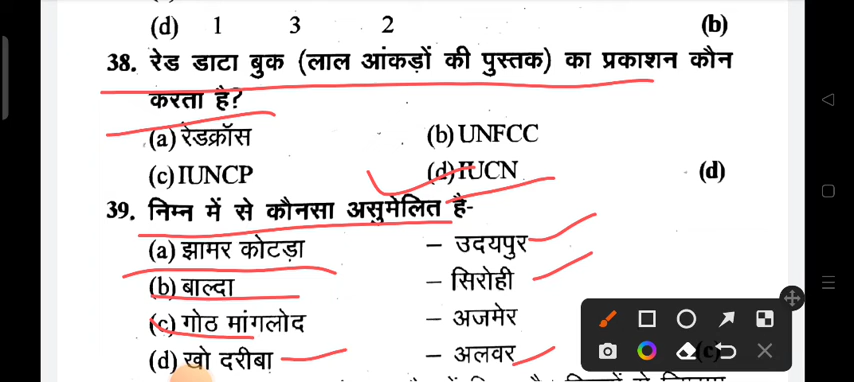 (d) 1 3 2 (b)
38. रेड डाटा बुक (लाल आंकड़ों की पुस्तक) का प्रकाशन कौन
करता है?
(a) रेडक्रॉस (b) UNFCC
(c) IUNCP (d) IUCN (d)
39. निम्न में से कौनसा असुमेलित है-
(a) झामर कोटड़ा – उदयपुर
(b) बाल्दा – सिरोही
(c) गोठ मांगलोद – अजमेर
(d) खो दरीबा – अलवर (c)